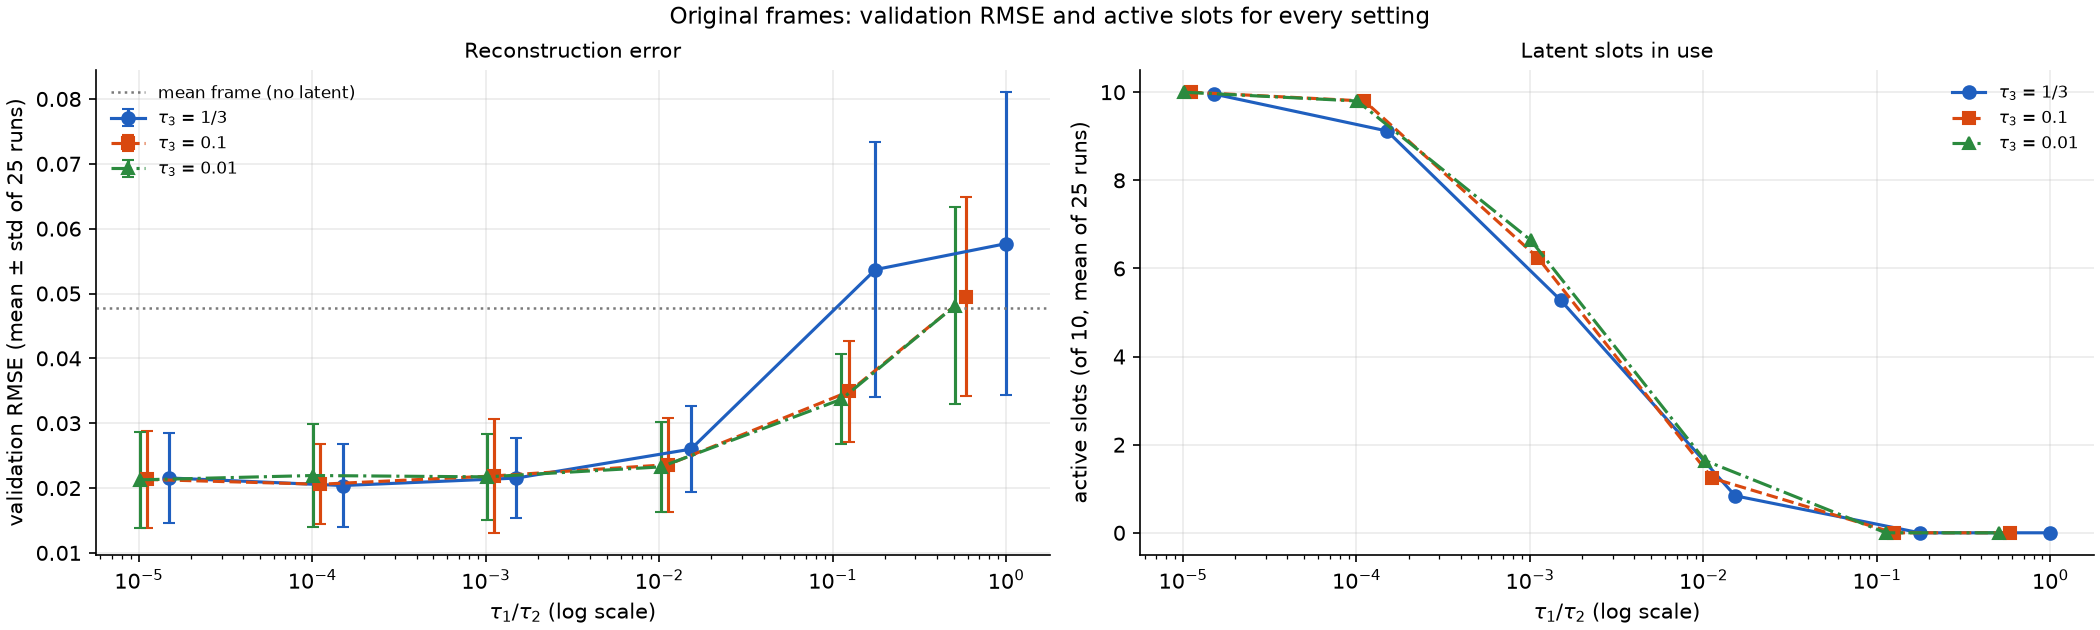 Original frames: validation RMSE and active slots for every setting
Reconstruction error
validation RMSE (mean ± std of 25 runs)
0.08
0.07
0.06
0.05
0.04
0.03
0.02
0.01
mean frame (no latent)
τ₃ = 1/3
τ₃ = 0.1
τ₃ = 0.01
10⁻⁵ 10⁻⁴ 10⁻³ 10⁻² 10⁻¹ 10⁰
τ₁/τ₂ (log scale)
Latent slots in use
active slots (of 10, mean of 25 runs)
10
8
6
4
2
0
τ₃ = 1/3
τ₃ = 0.1
τ₃ = 0.01
10⁻⁵ 10⁻⁴ 10⁻³ 10⁻² 10⁻¹ 10⁰
τ₁/τ₂ (log scale)